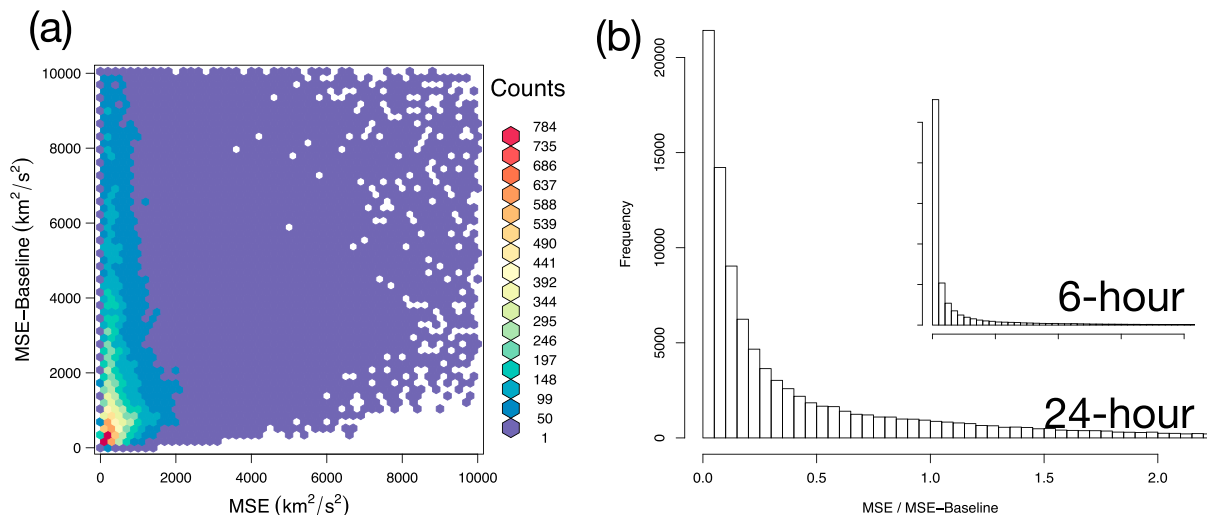 (a)
MSE−Baseline (km²/s²)
10000
8000
6000
4000
2000
0
0 2000 4000 6000 8000 10000
MSE (km²/s²)
Counts
784
735
686
637
588
539
490
441
392
344
295
246
197
148
99
50
1
(b)
Frequency
20000
15000
10000
5000
0
6-hour
24-hour
0.0 0.5 1.0 1.5 2.0
MSE / MSE−Baseline